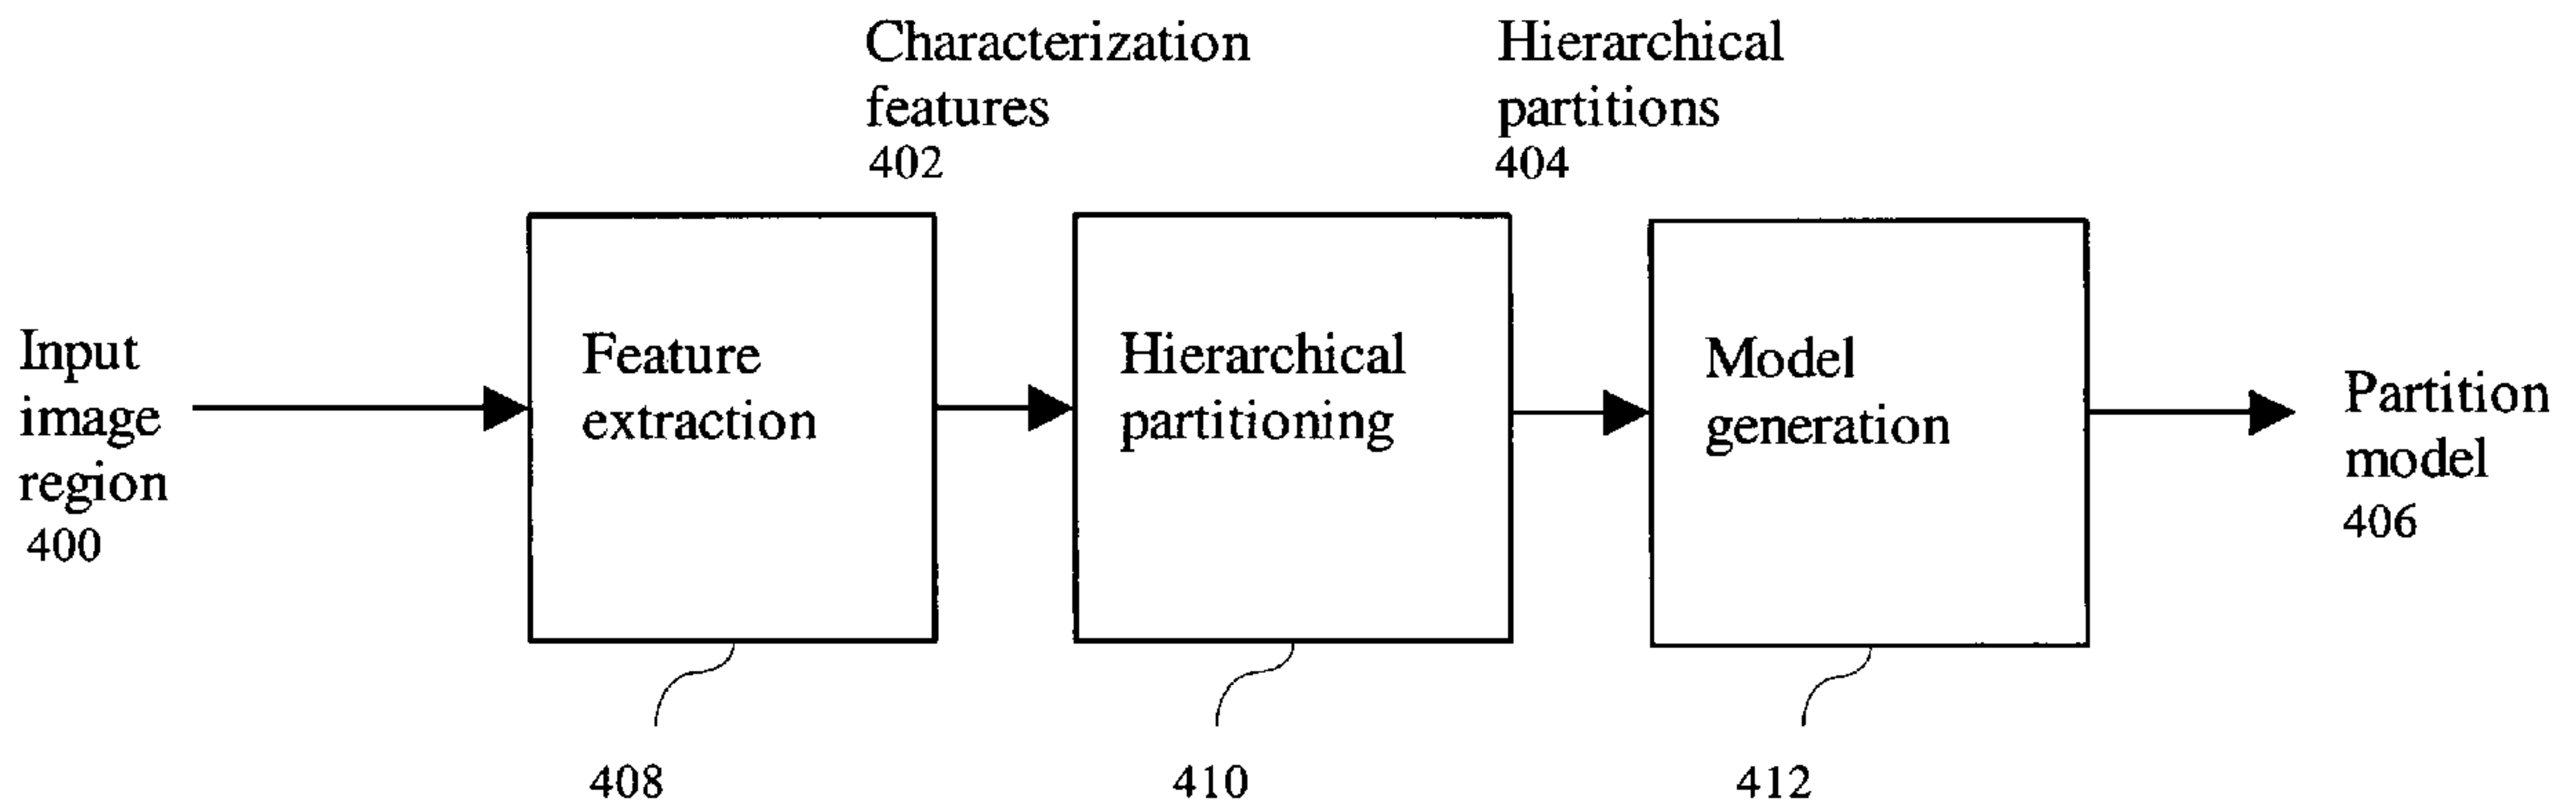 Characterization
features
402
Hierarchical
partitions
404
Input
image
region
400
Feature
extraction
Hierarchical
partitioning
Model
generation
Partition
model
406
408
410
412